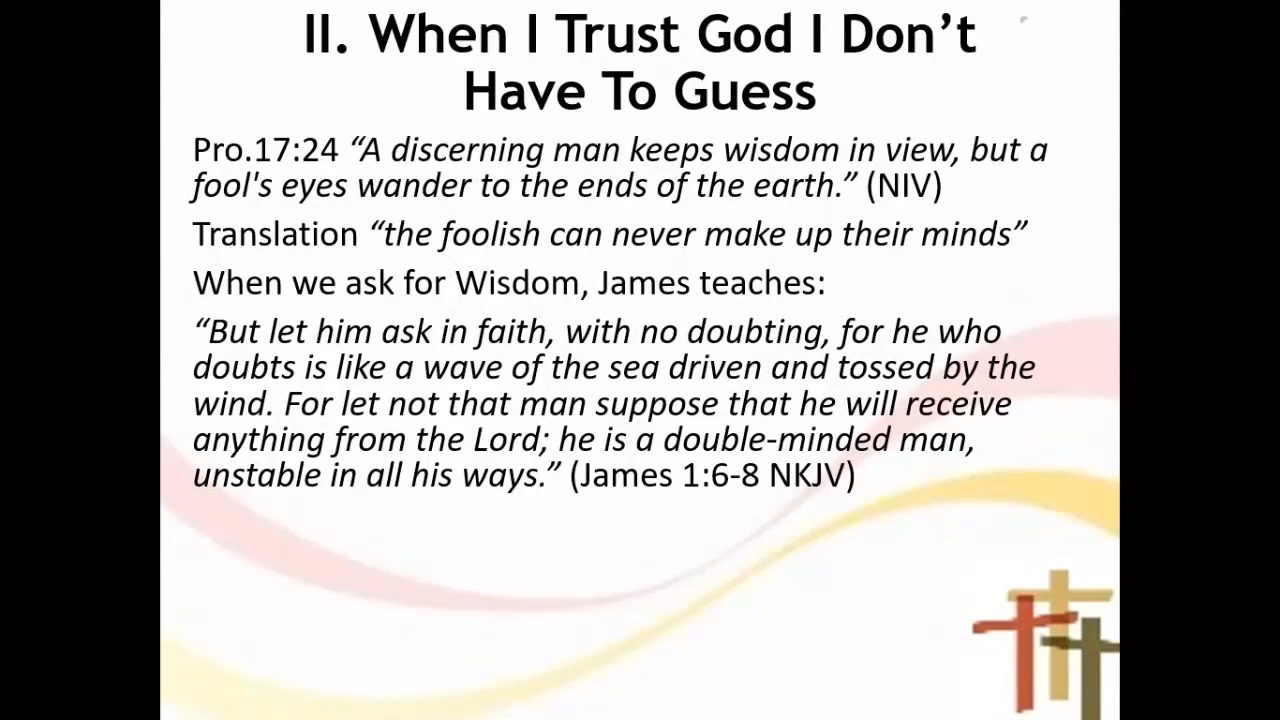 II. When I Trust God I Don’t
Have To Guess
Pro.17:24 “A discerning man keeps wisdom in view, but a
fool's eyes wander to the ends of the earth.” (NIV)
Translation “the foolish can never make up their minds”
When we ask for Wisdom, James teaches:
“But let him ask in faith, with no doubting, for he who
doubts is like a wave of the sea driven and tossed by the
wind. For let not that man suppose that he will receive
anything from the Lord; he is a double-minded man,
unstable in all his ways.” (James 1:6-8 NKJV)